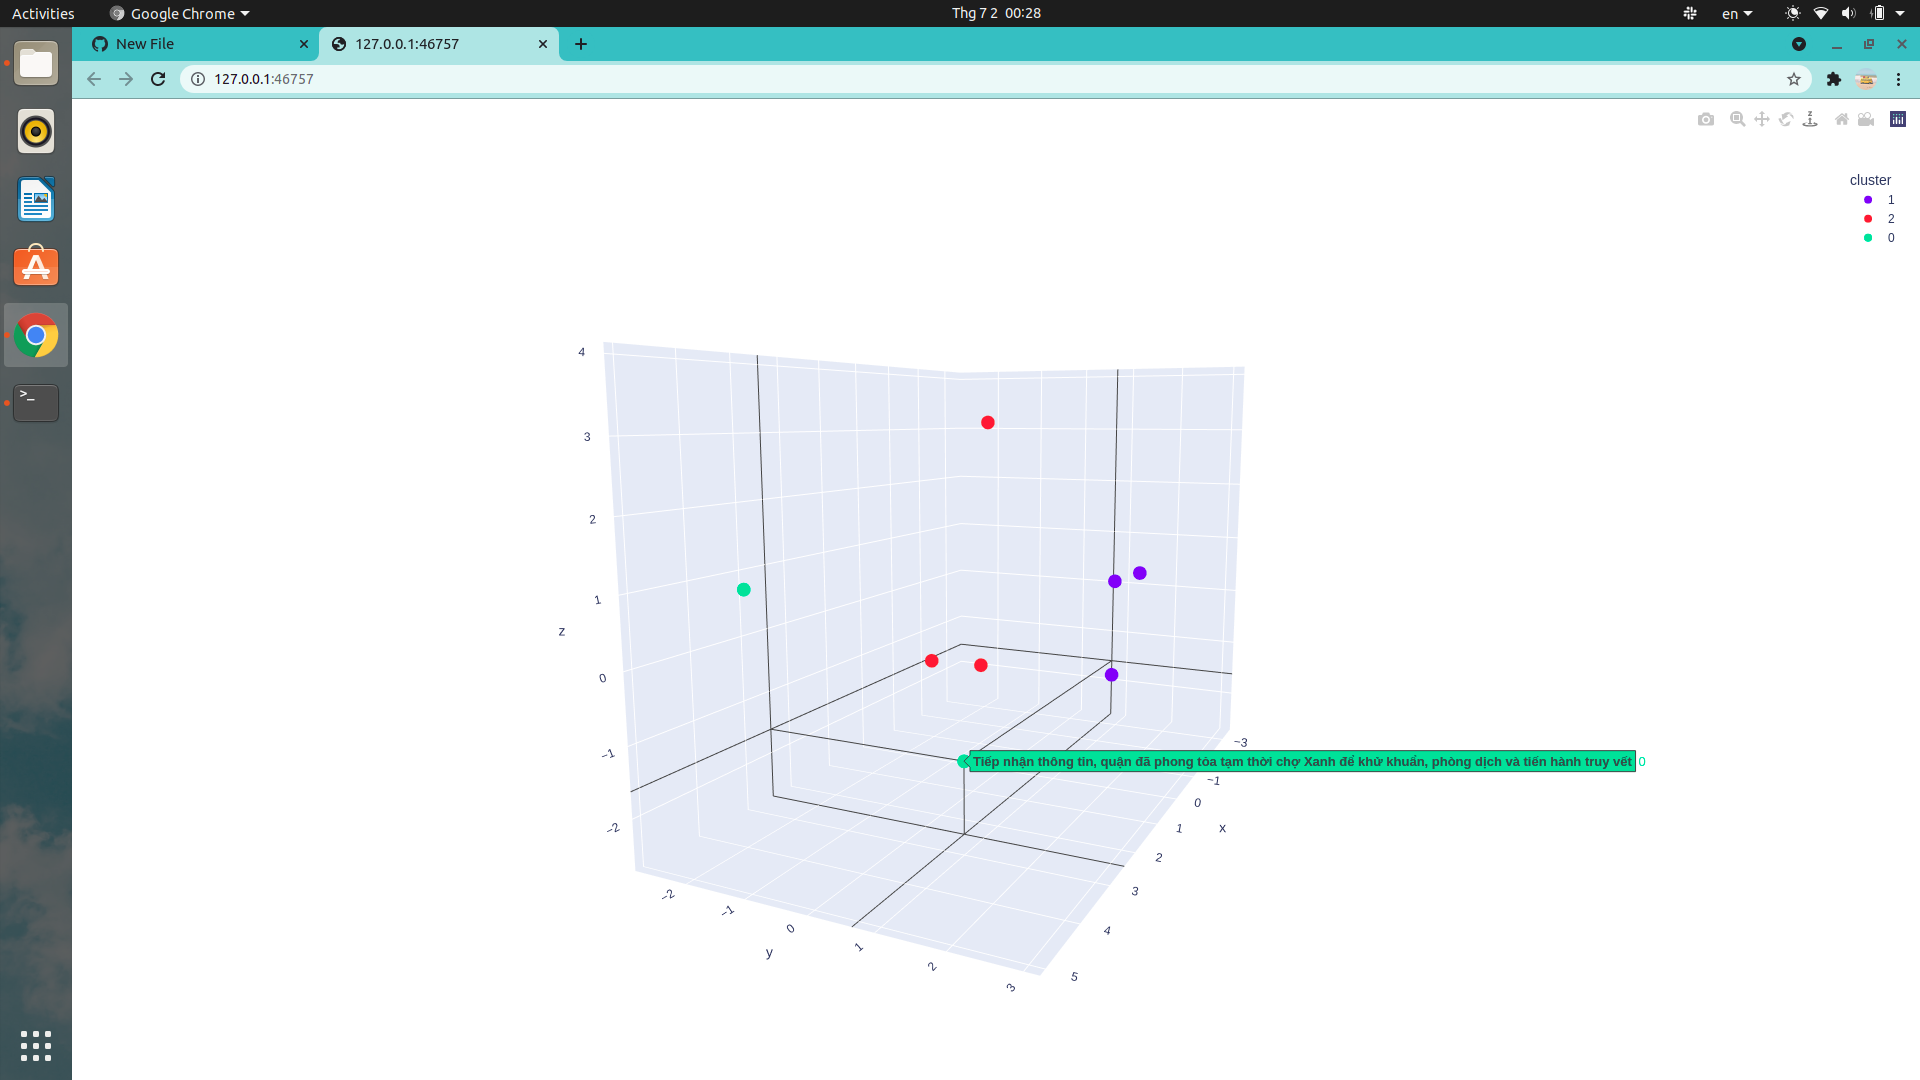 Activities
Google Chrome
Thg 7 2 00:28
en
New File
127.0.0.1:46757
127.0.0.1:46757
cluster
1
2
0
4
3
2
1
z
0
−1
−2
Tiếp nhận thông tin, quận đã phong tỏa tạm thời chợ Xanh để khử khuẩn, phòng dịch và tiến hành truy vết 0
−3
−1
0
1
x
2
3
4
5
−2
−1
0
y
1
2
3
>_